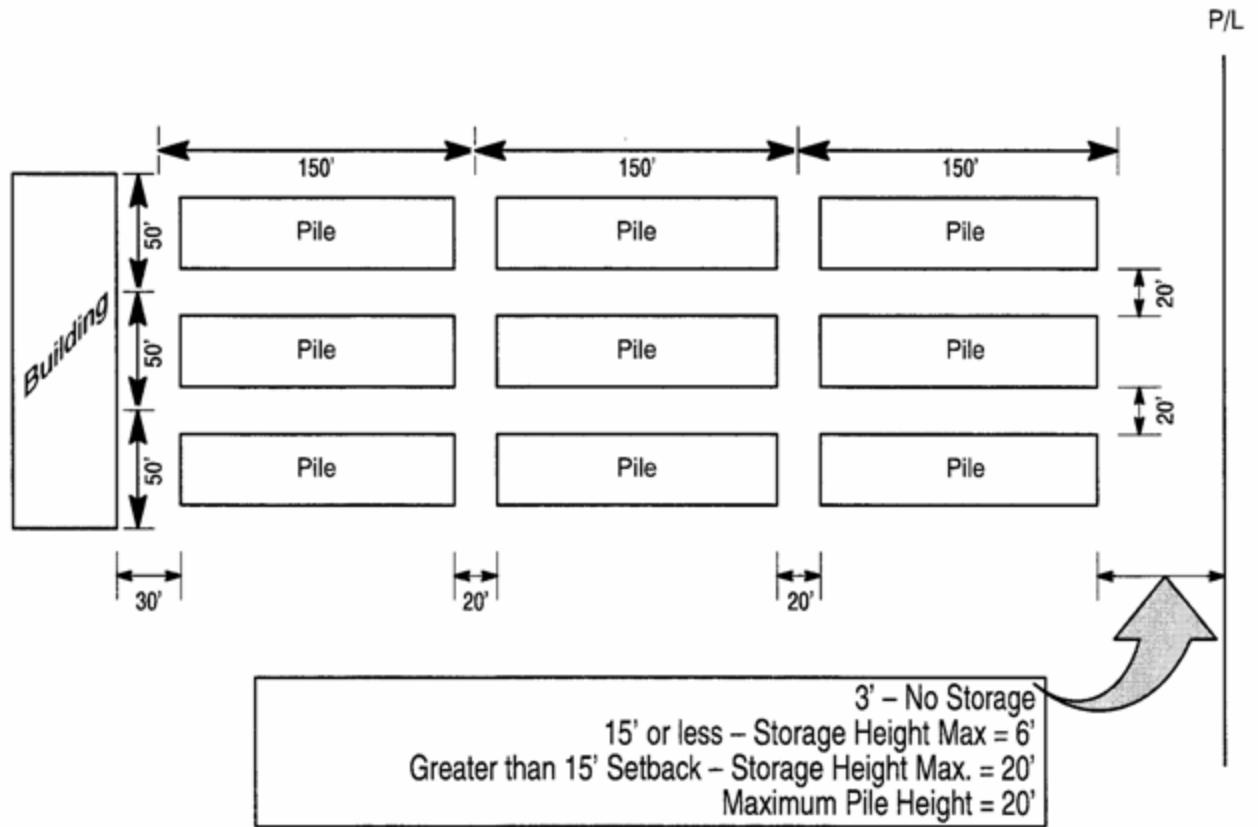 P/L
150' 150' 150'
Building
50'
50'
50'
Pile Pile Pile
20'
Pile Pile Pile
20'
Pile Pile Pile
30' 20' 20'
3' – No Storage
15' or less – Storage Height Max = 6'
Greater than 15' Setback – Storage Height Max. = 20'
Maximum Pile Height = 20'